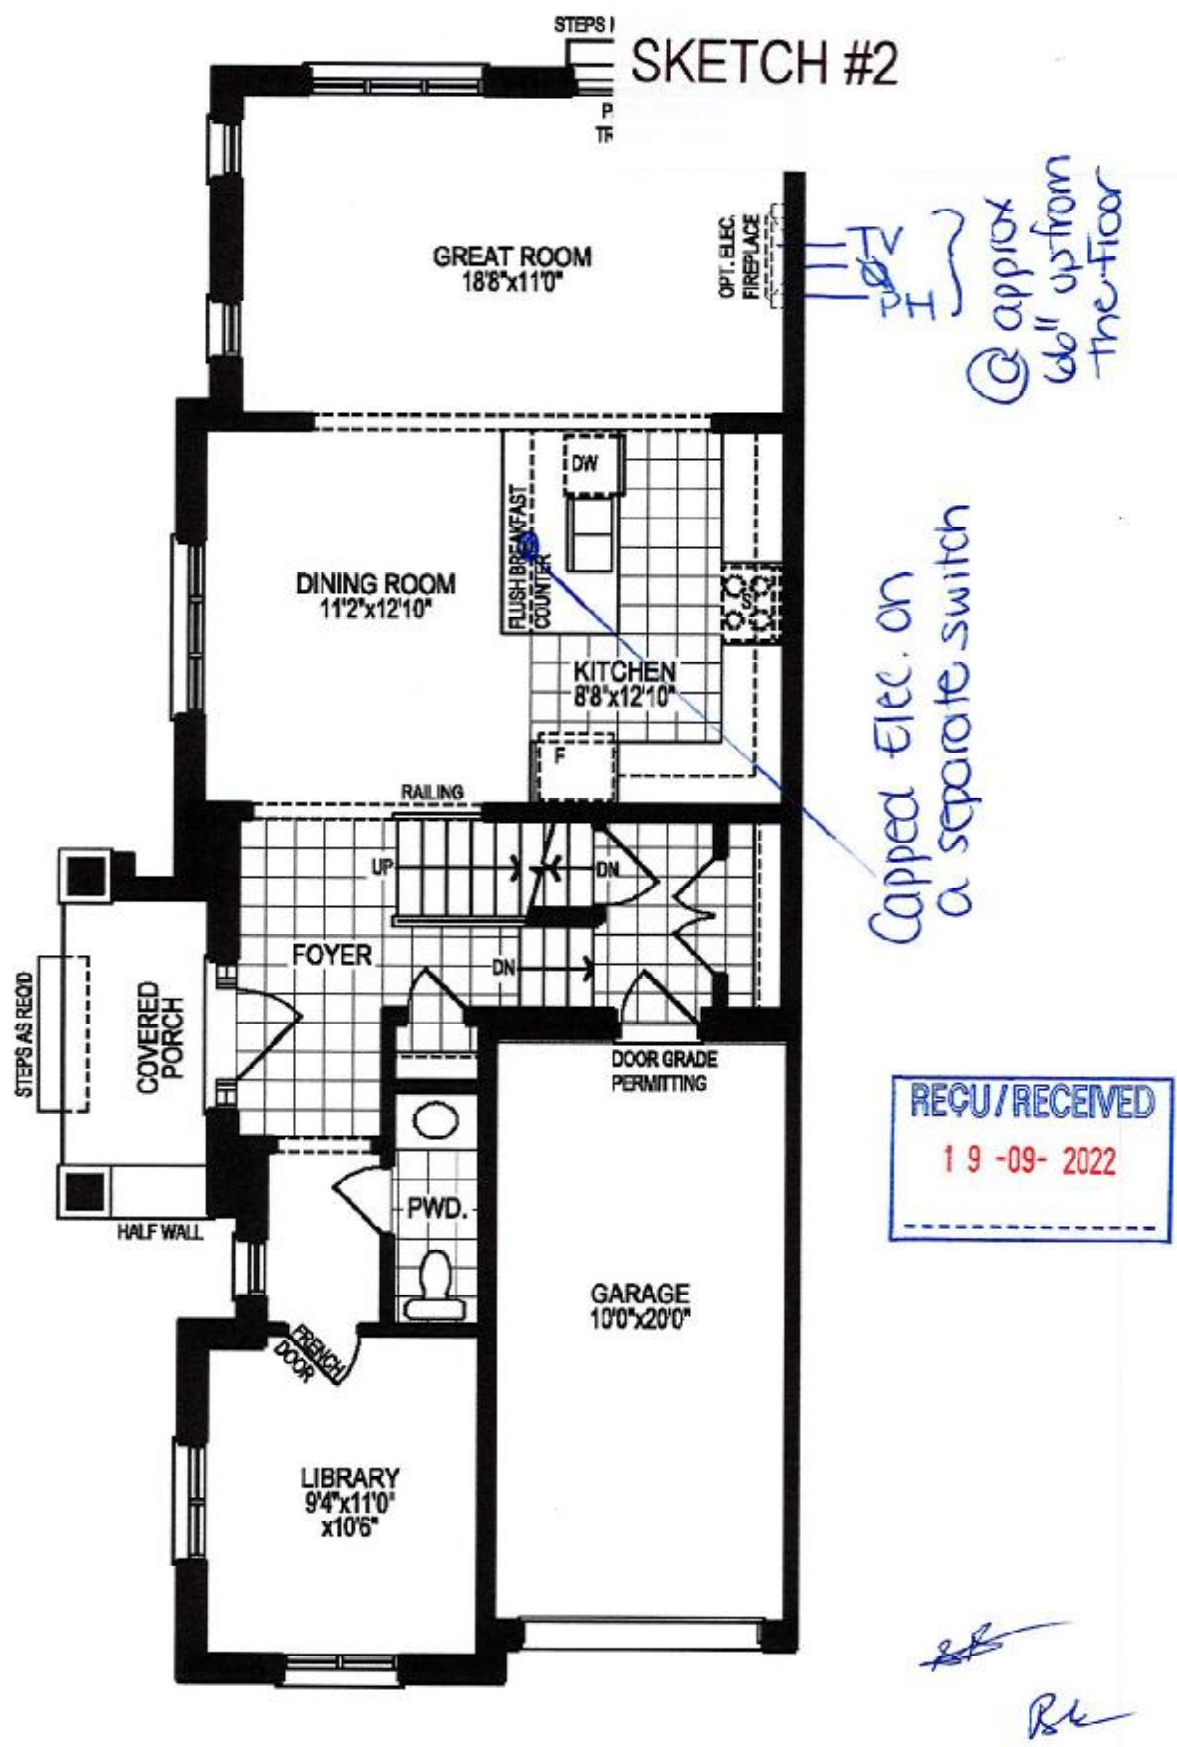 STEPS
SKETCH #2
P
TR
GREAT ROOM
18'8"x11'0"
OPT. ELEC.
FIREPLACE
TV
PH
@ approx
66" up from
the floor
DW
FLUSH BREAKFAST
COUNTER
DINING ROOM
11'2"x12'10"
S
KITCHEN
8'8"x12'10"
F
Capped Elec. on
a separate switch
RAILING
UP
DN
FOYER
DN
STEPS AS REQ'D
COVERED
PORCH
DOOR GRADE
PERMITTING
REÇU/RECEIVED
19-09-2022
PWD.
HALF WALL
GARAGE
10'0"x20'0"
FRENCH
DOOR
LIBRARY
9'4"x11'0"
x10'6"